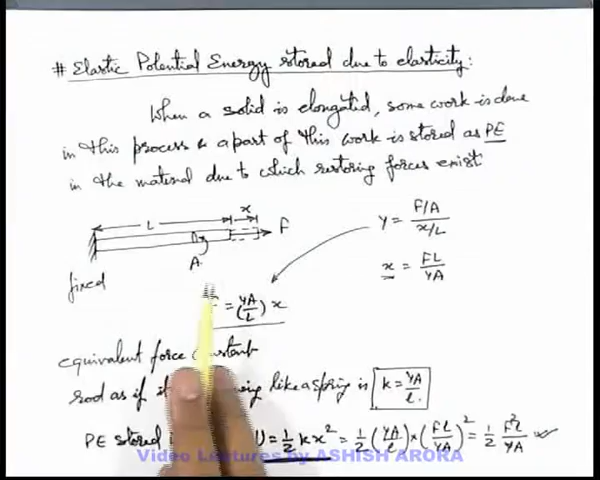 # Elastic Potential Energy stored due to elasticity:
When a solid is elongated, some work is done
in this process & a part of this work is stored as PE
in the material due to which restoring forces exist
L x F
A
fixed
Y = F/A / x/L
x = FL/YA
= (YA/L) x
equivalent force constant
rod as if it like a spring is k = YA/L.
PE stored U = 1/2 kx² = 1/2 (YA/L) × (FL/YA)² = 1/2 F²L/YA
Video Lectures by ASHISH ARORA